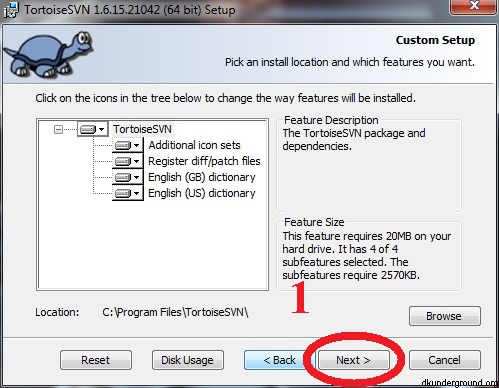 TortoiseSVN 1.6.15.21042 (64 bit) Setup
Custom Setup
Pick an install location and which features you want.
Click on the icons in the tree below to change the way features will be installed.
TortoiseSVN
Additional icon sets
Register diff/patch files
English (GB) dictionary
English (US) dictionary
Feature Description
The TortoiseSVN package and
dependencies.
Feature Size
This feature requires 20MB on your
hard drive. It has 4 of 4
subfeatures selected. The
subfeatures require 2570KB.
1
Location: C:\Program Files\TortoiseSVN\
Browse
Reset Disk Usage < Back Next > Cancel
dkunderground.org